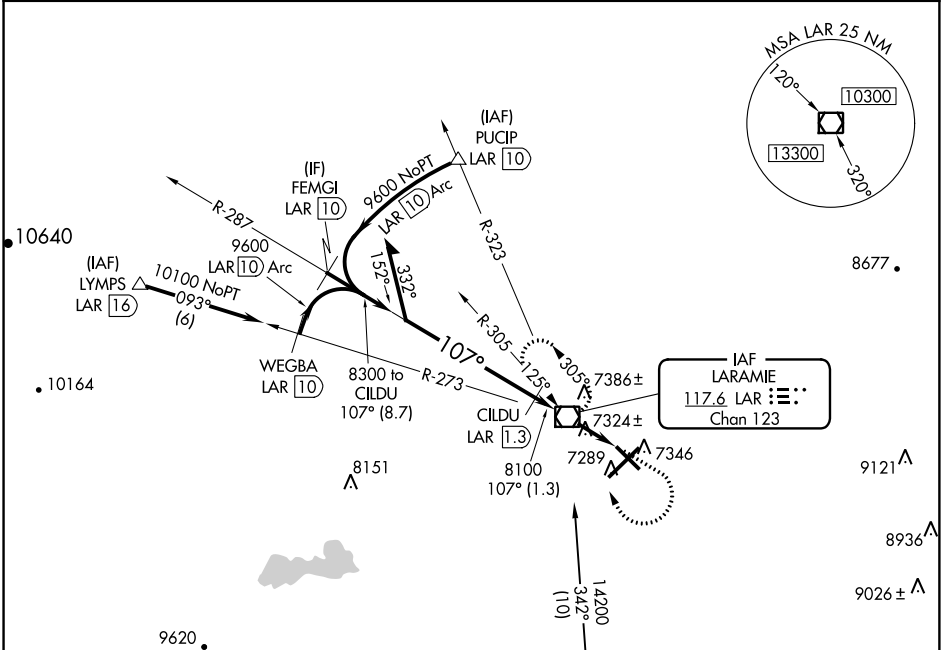 MSA LAR 25 NM
120°
10300
13300
320°
(IAF)
PUCIP
LAR 10
(IF)
FEMGI
LAR 10
9600 NoPT
LAR 10 Arc
R-287
R-323
10640
9600
LAR 10 Arc
(IAF)
LYMPS
LAR 16
10100 NoPT
093°
(6)
152°
332°
8677
R-305
107°
125°
305°
10164
WEGBA
LAR 10
8300 to
CILDU
107° (8.7)
R-273
7386±
IAF
LARAMIE
117.6 LAR
Chan 123
CILDU
LAR 1.3
7324±
7289
7346
8100
107° (1.3)
8151
9121
8936
14200
342°
(10)
9026±
9620